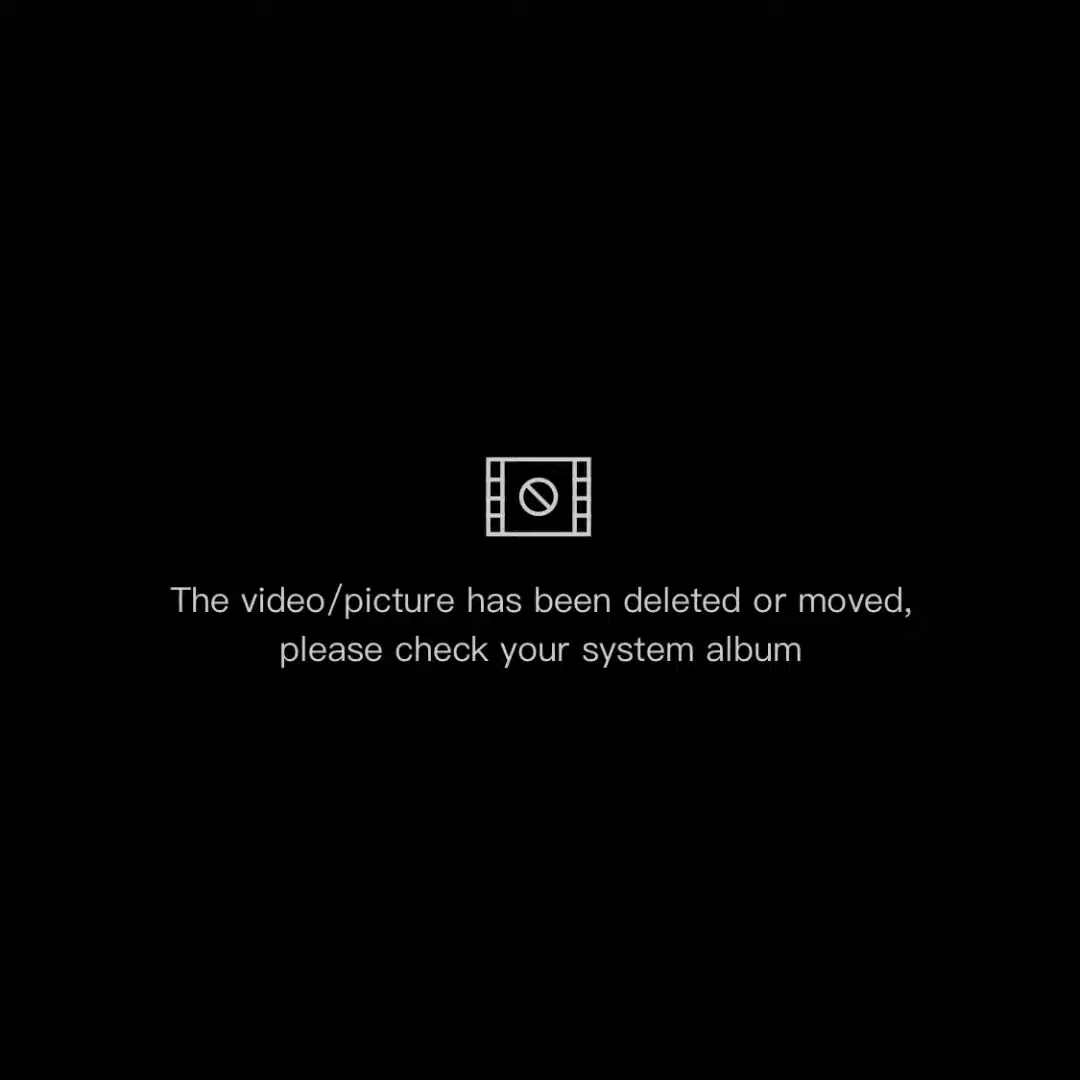 The video/picture has been deleted or moved,
please check your system album